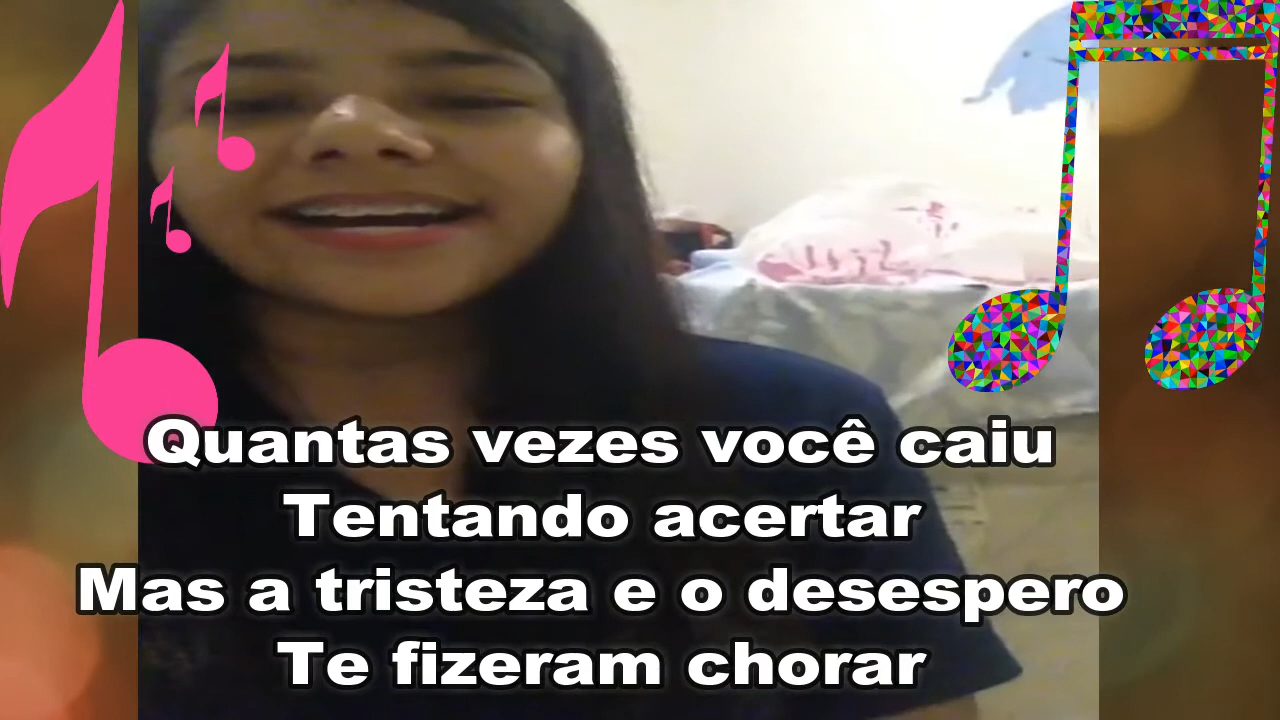 Quantas vezes você caiu
Tentando acertar
Mas a tristeza e o desespero
Te fizeram chorar